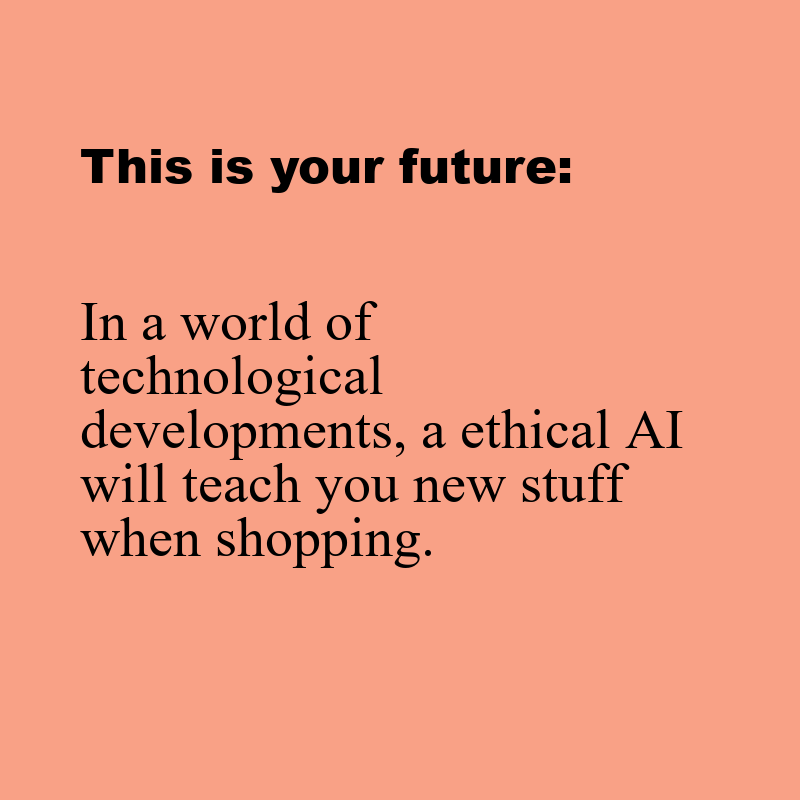 This is your future:
In a world of
technological
developments, a ethical AI
will teach you new stuff
when shopping.